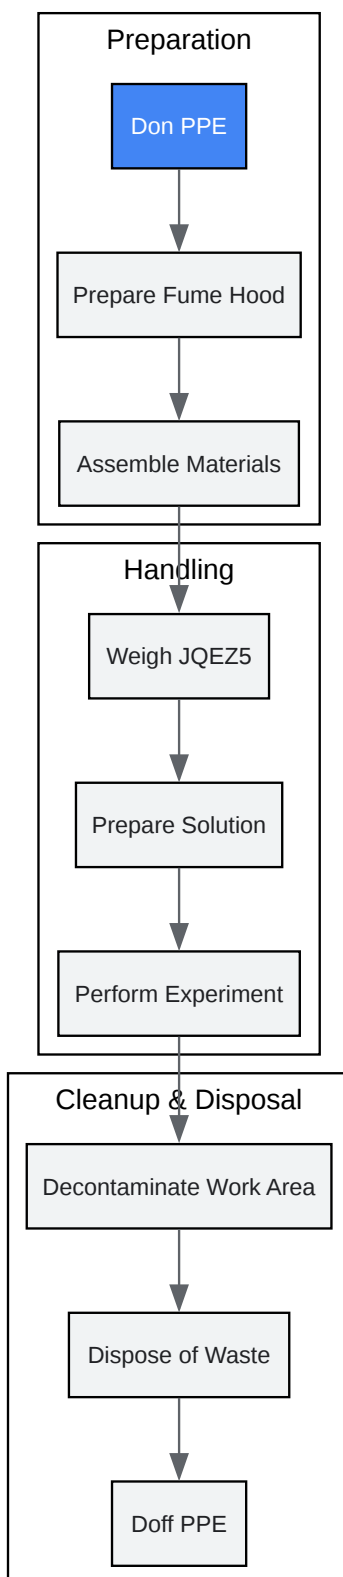 Preparation
Don PPE
Prepare Fume Hood
Assemble Materials
Handling
Weigh JQEZ5
Prepare Solution
Perform Experiment
Cleanup & Disposal
Decontaminate Work Area
Dispose of Waste
Doff PPE